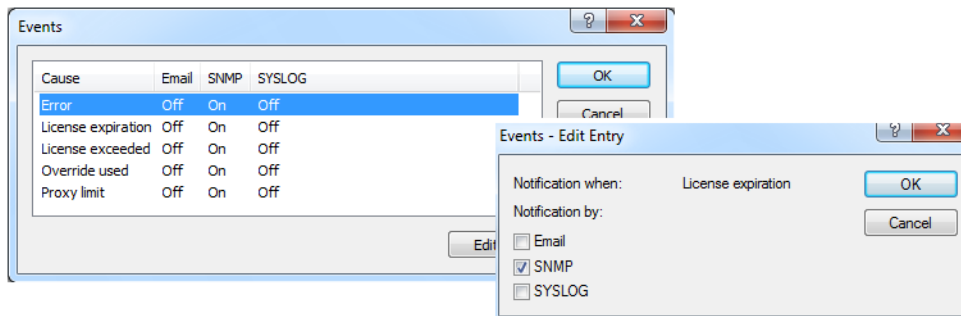 Events
Cause Email SNMP SYSLOG
OK
Error Off On Off
Cancel
License expiration Off On Off
License exceeded Off On Off
Override used Off On Off
Proxy limit Off On Off
Edit
Events - Edit Entry
Notification when: License expiration
OK
Notification by:
Cancel
Email
SNMP
SYSLOG